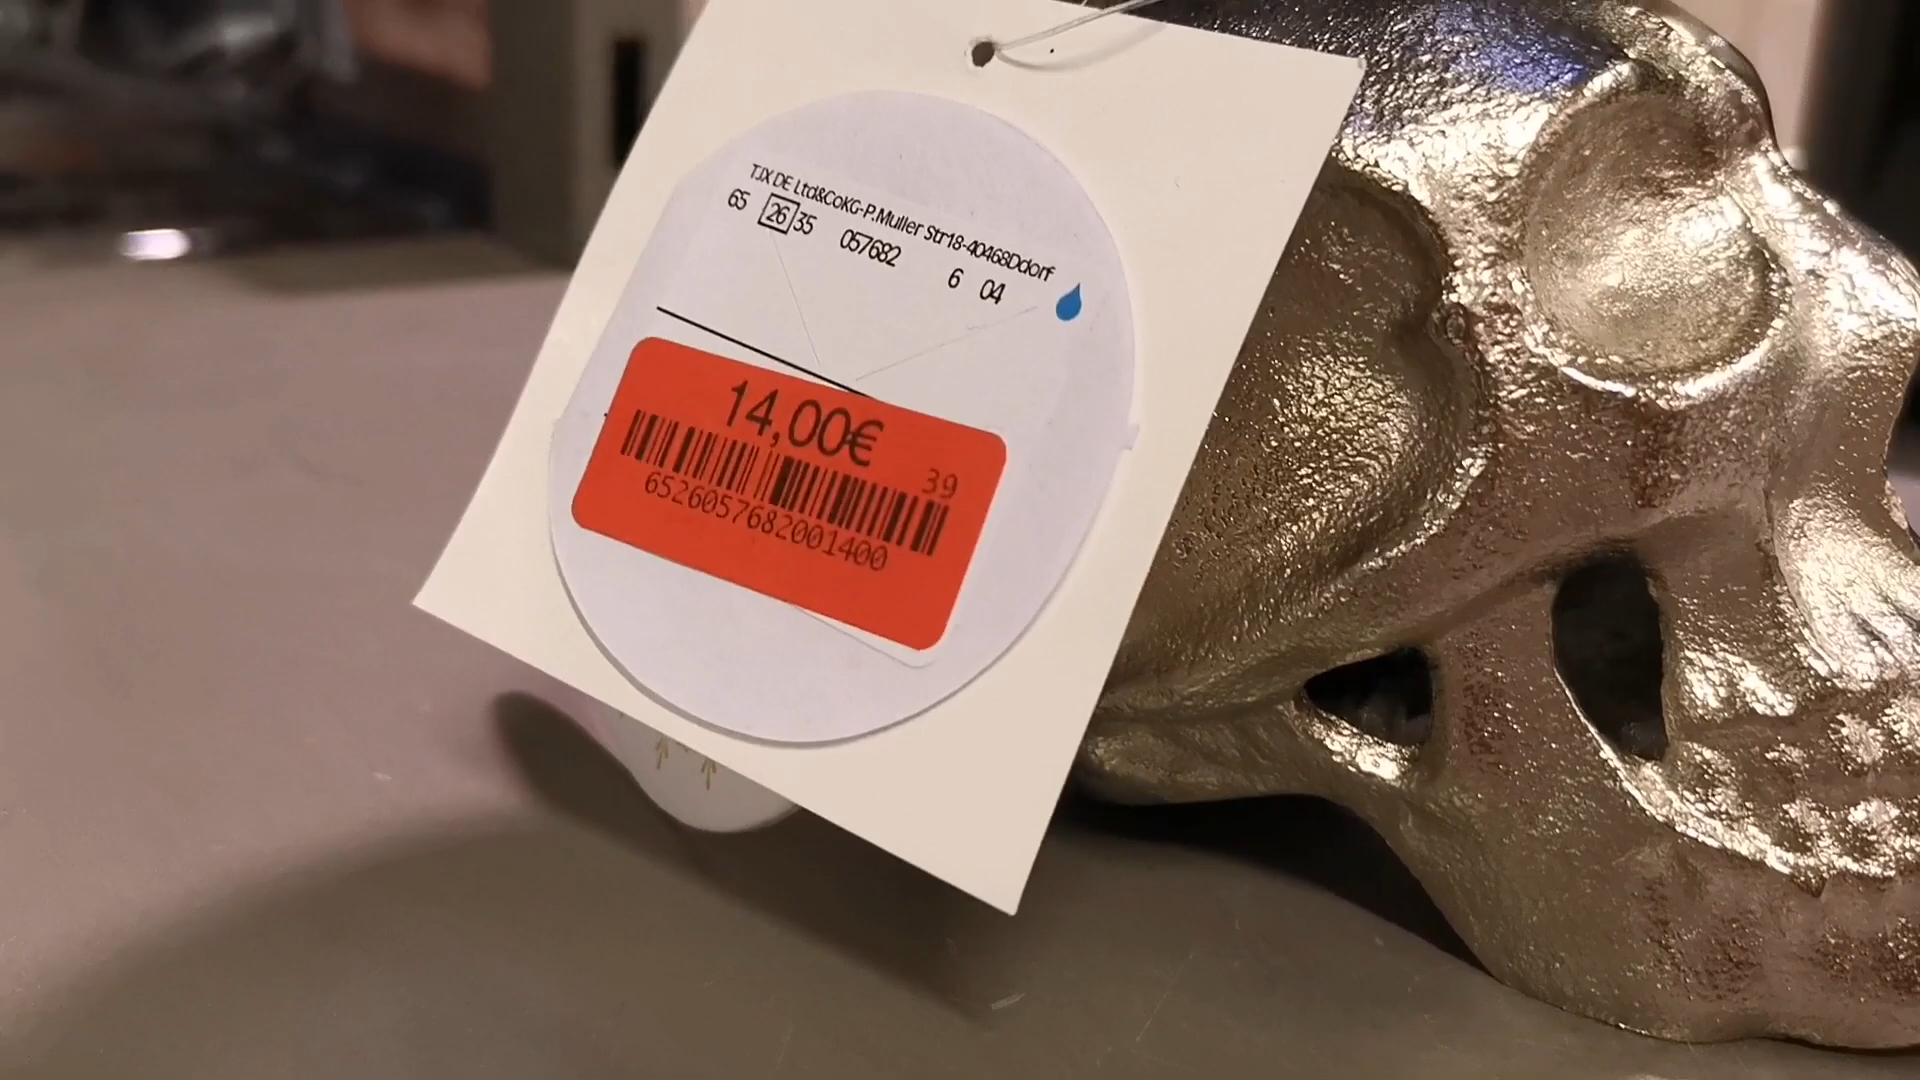 TJX DE Ltd&CoKG-P.Muller Str18-40468Ddorf
65 26 35 057682 6 04
14,00€
39
6526057682001400